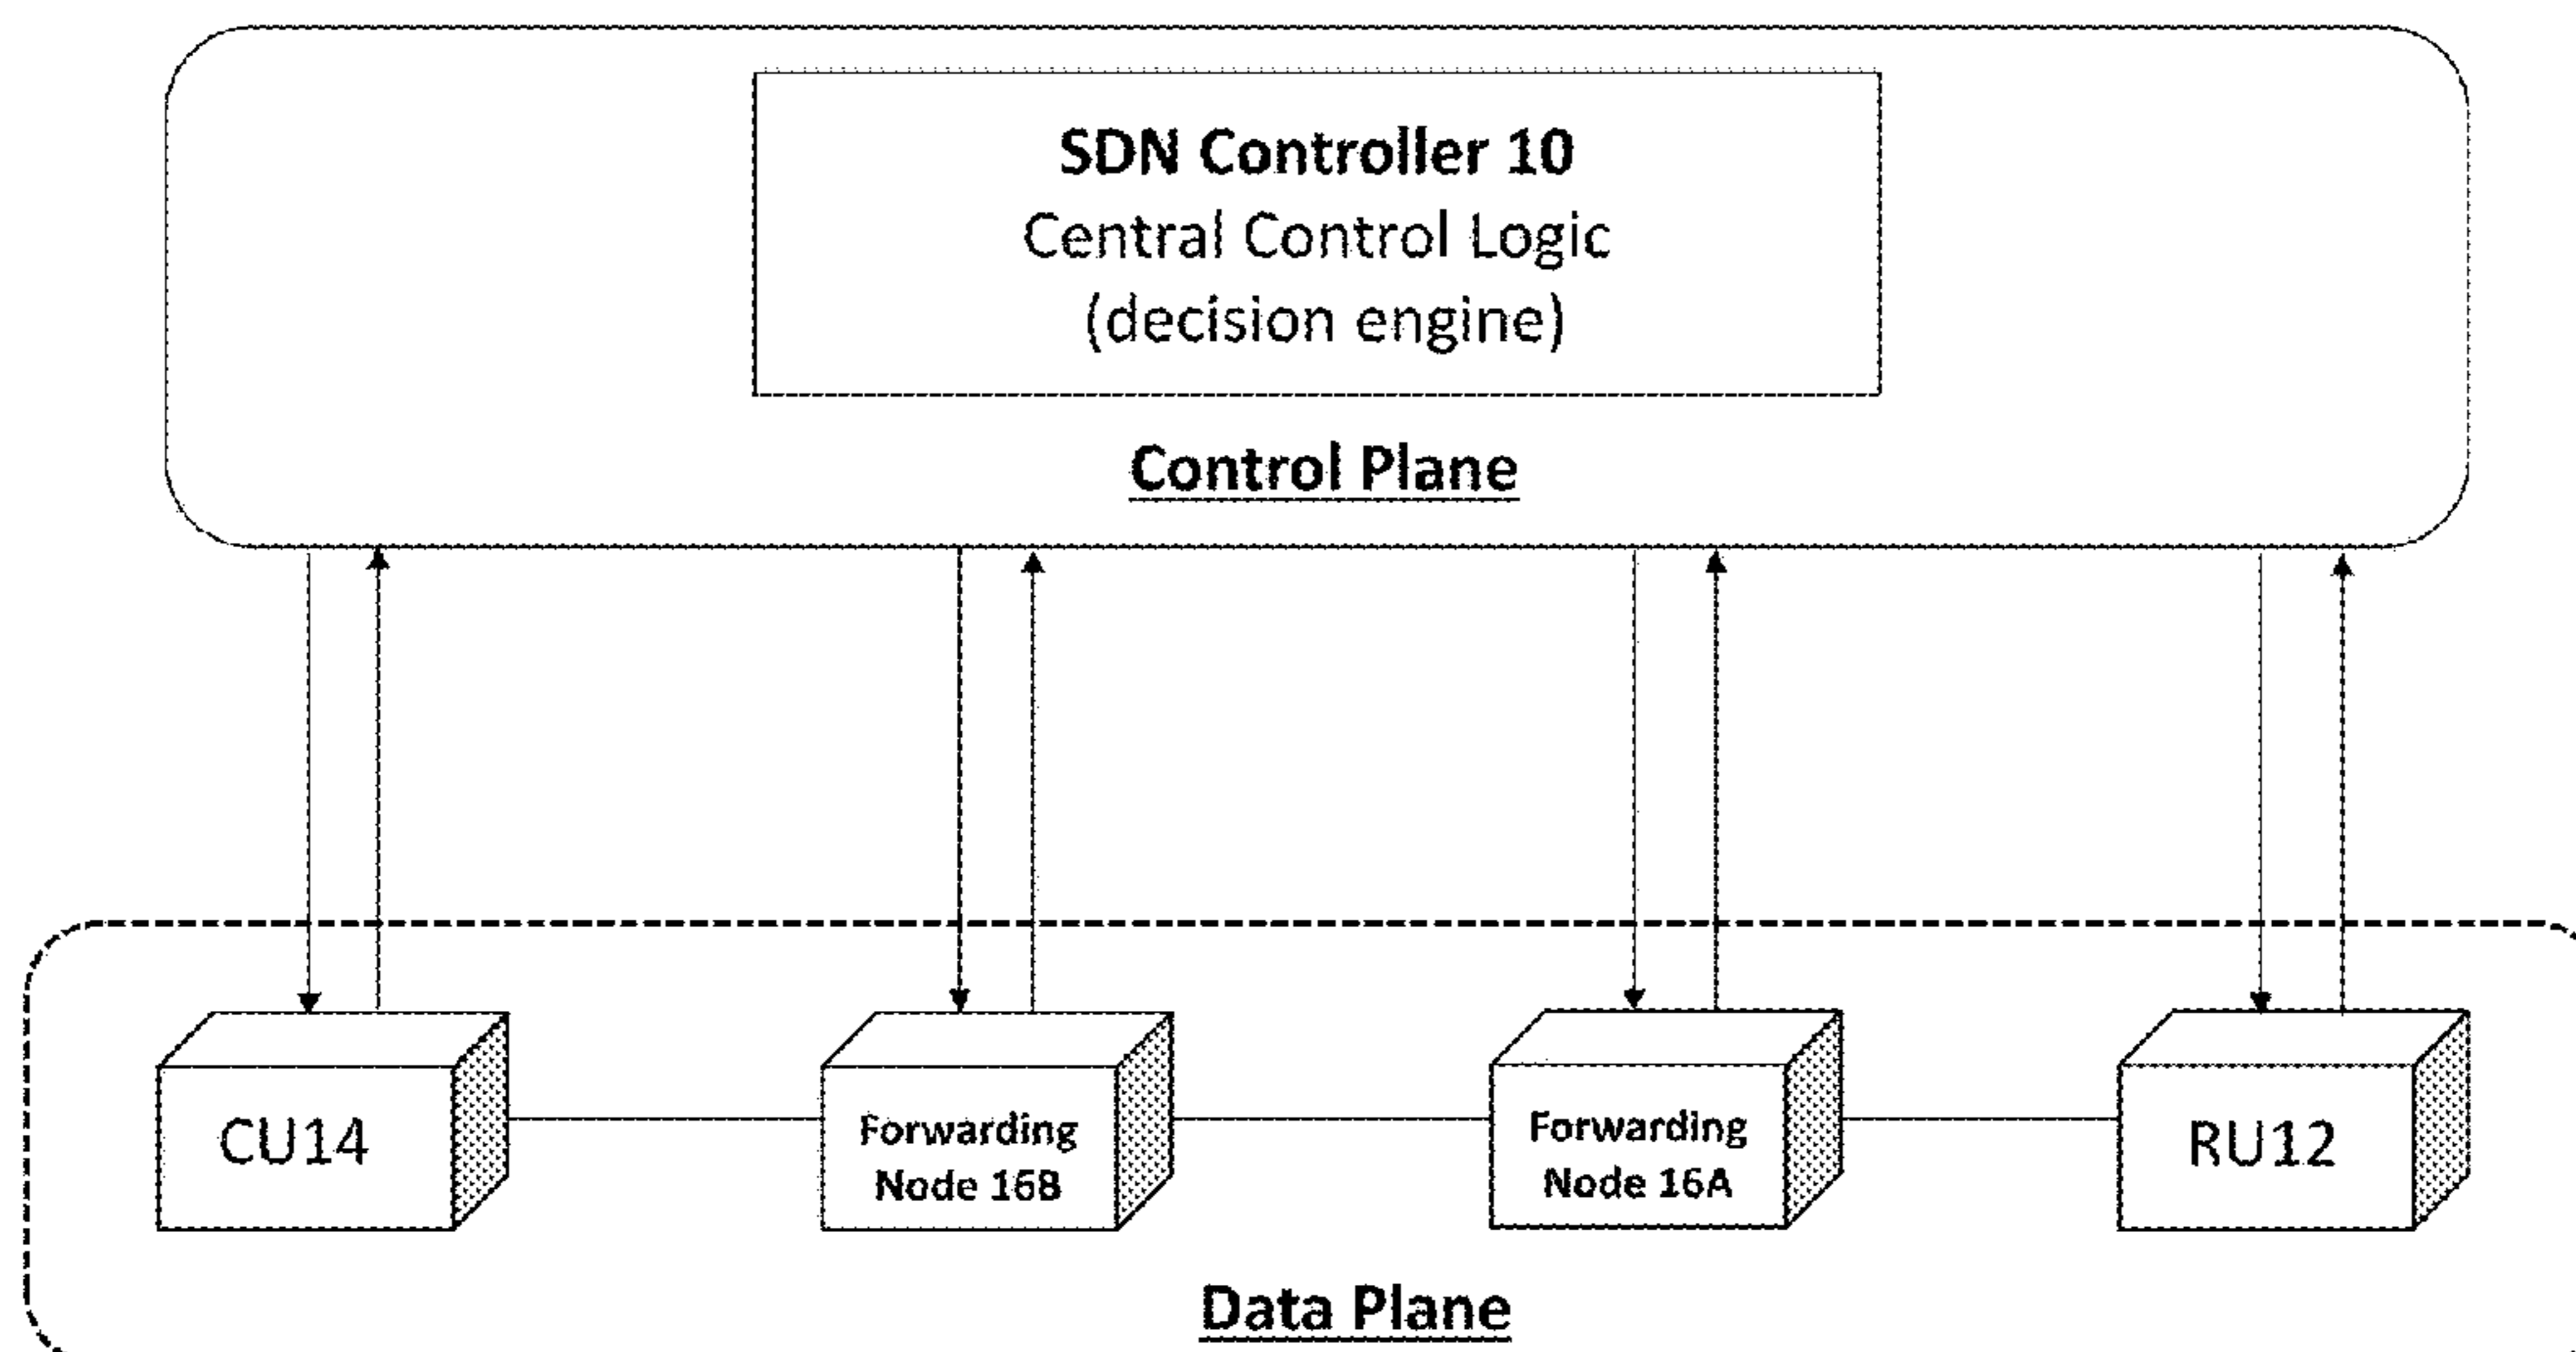 SDN Controller 10
Central Control Logic
(decision engine)
Control Plane
CU14
Forwarding
Node 16B
Forwarding
Node 16A
RU12
Data Plane